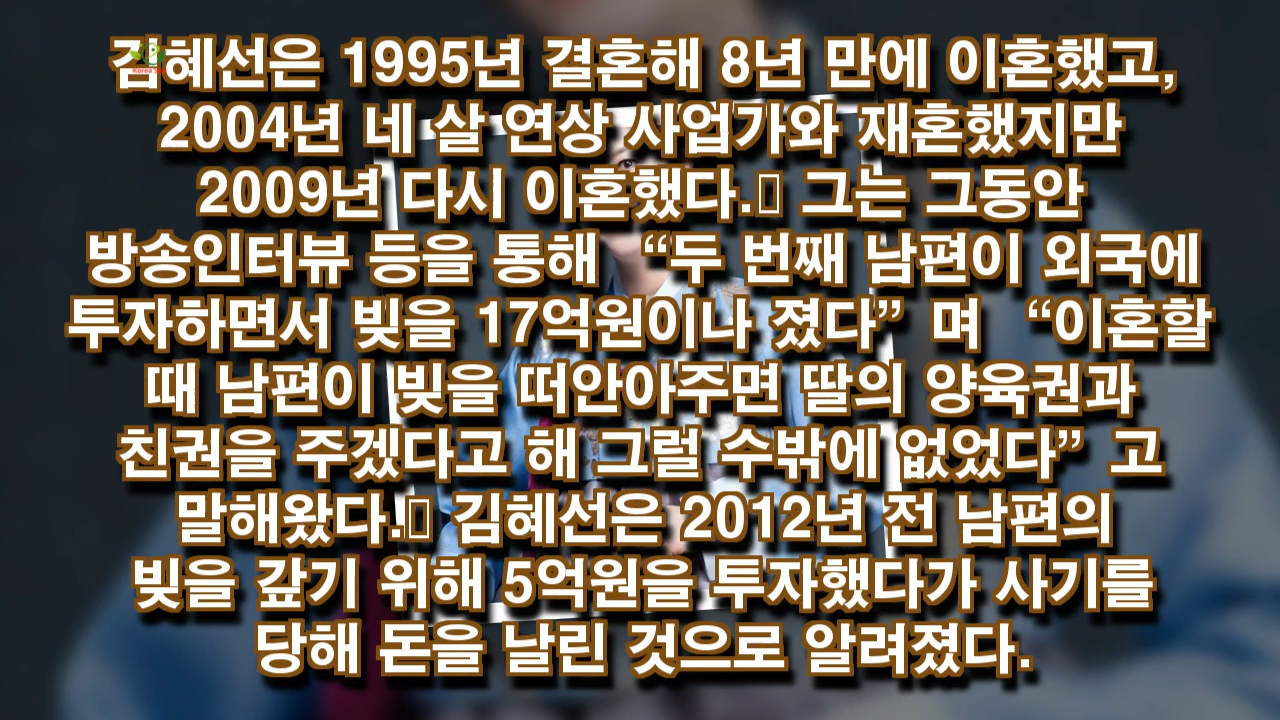 김혜선은 1995년 결혼해 8년 만에 이혼했고,
2004년 네 살 연상 사업가와 재혼했지만
2009년 다시 이혼했다. 그는 그동안
방송인터뷰 등을 통해 “두 번째 남편이 외국에
투자하면서 빚을 17억원이나 졌다” 며 “이혼할
때 남편이 빚을 떠안아주면 딸의 양육권과
친권을 주겠다고 해 그럴 수밖에 없었다” 고
말해왔다. 김혜선은 2012년 전 남편의
빚을 갚기 위해 5억원을 투자했다가 사기를
당해 돈을 날린 것으로 알려졌다.